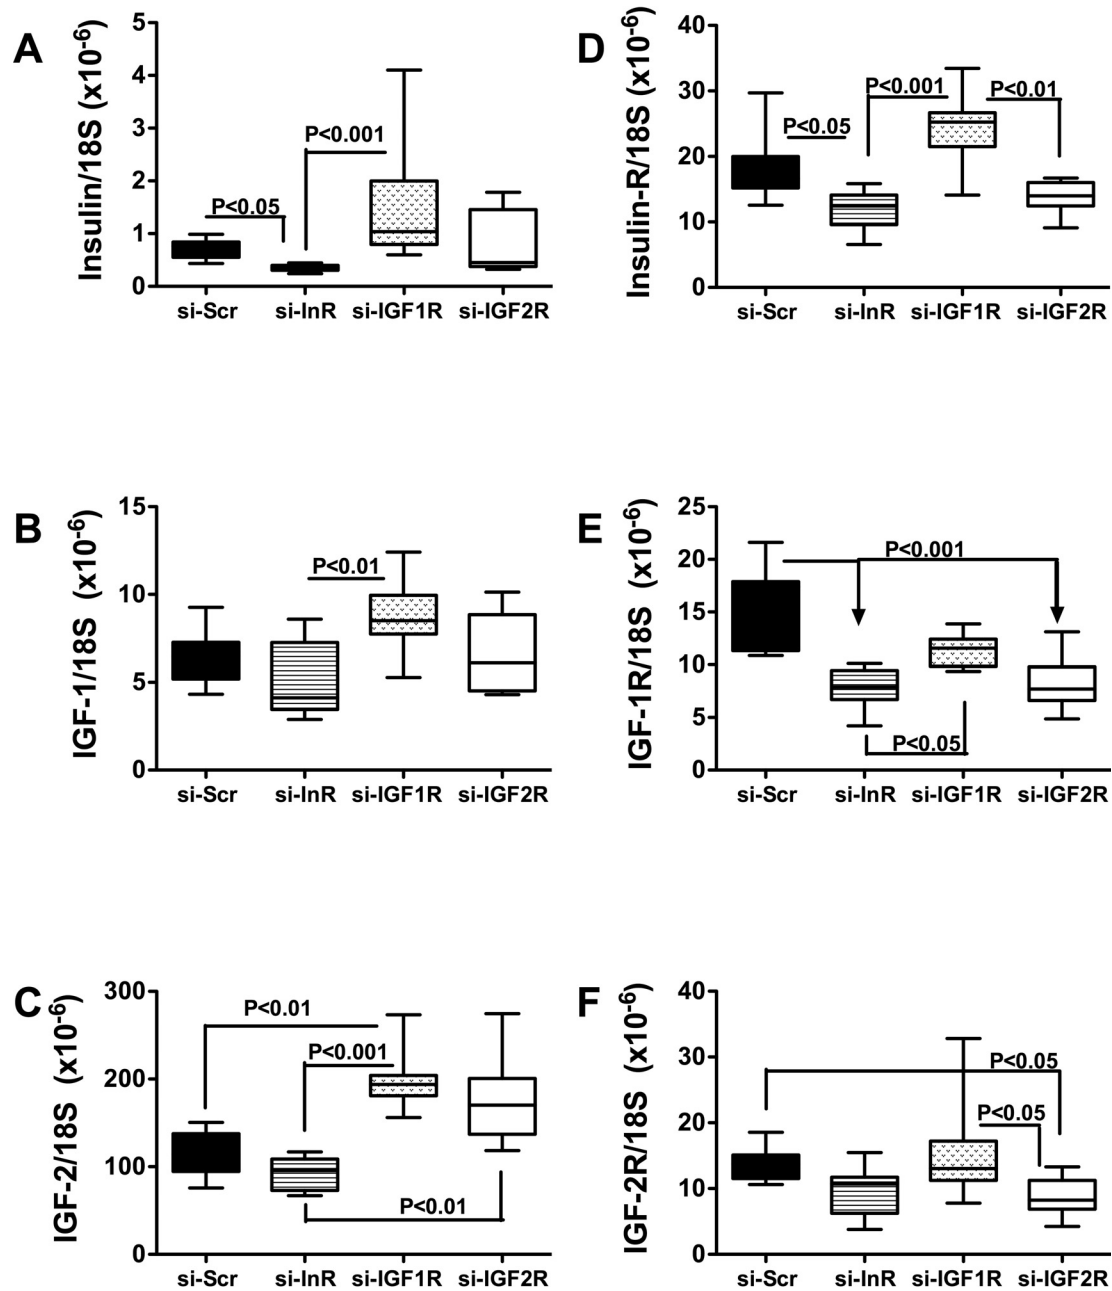 A
Insulin/18S (x10-6)
5
4
3
2
1
0
P<0.05
P<0.001
si-Scr si-InR si-IGF1R si-IGF2R
D
Insulin-R/18S (x10-6)
40
30
20
10
0
P<0.05
P<0.001
P<0.01
si-Scr si-InR si-IGF1R si-IGF2R
B
IGF-1/18S (x10-6)
15
10
5
0
P<0.01
si-Scr si-InR si-IGF1R si-IGF2R
E
IGF-1R/18S (x10-6)
25
20
15
10
5
0
P<0.001
P<0.05
si-Scr si-InR si-IGF1R si-IGF2R
C
IGF-2/18S (x10-6)
300
200
100
0
P<0.01
P<0.001
P<0.01
si-Scr si-InR si-IGF1R si-IGF2R
F
IGF-2R/18S (x10-6)
40
30
20
10
0
P<0.05
P<0.05
si-Scr si-InR si-IGF1R si-IGF2R